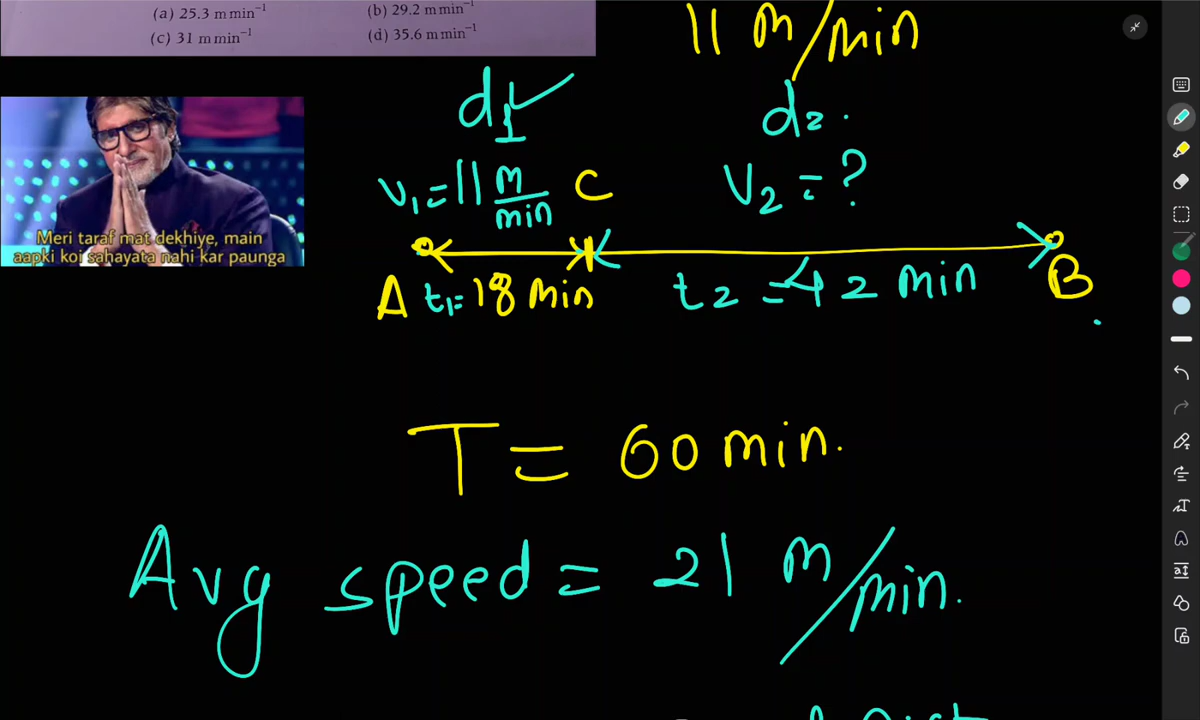 (a) 25.3 m min⁻¹ (b) 29.2 m min⁻¹
(c) 31 m min⁻¹ (d) 35.6 m min⁻¹
11 m/min
d₁ d₂.
v₁ = 11 m/min C V₂ = ?
Meri taraf mat dekhiye, main
aapki koi sahayata nahi kar paunga
A t₁ = 18 min t₂ = 42 min B
T = 60 min.
Avg speed = 21 m/min.